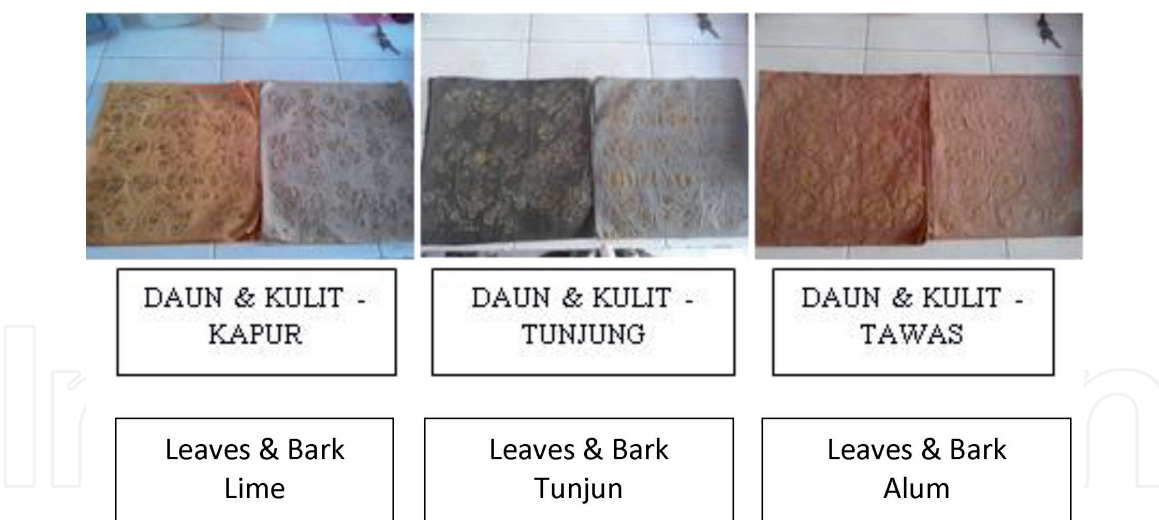 DAUN & KULIT -
KAPUR
DAUN & KULIT -
TUNJUNG
DAUN & KULIT -
TAWAS
Leaves & Bark
Lime
Leaves & Bark
Tunjun
Leaves & Bark
Alum